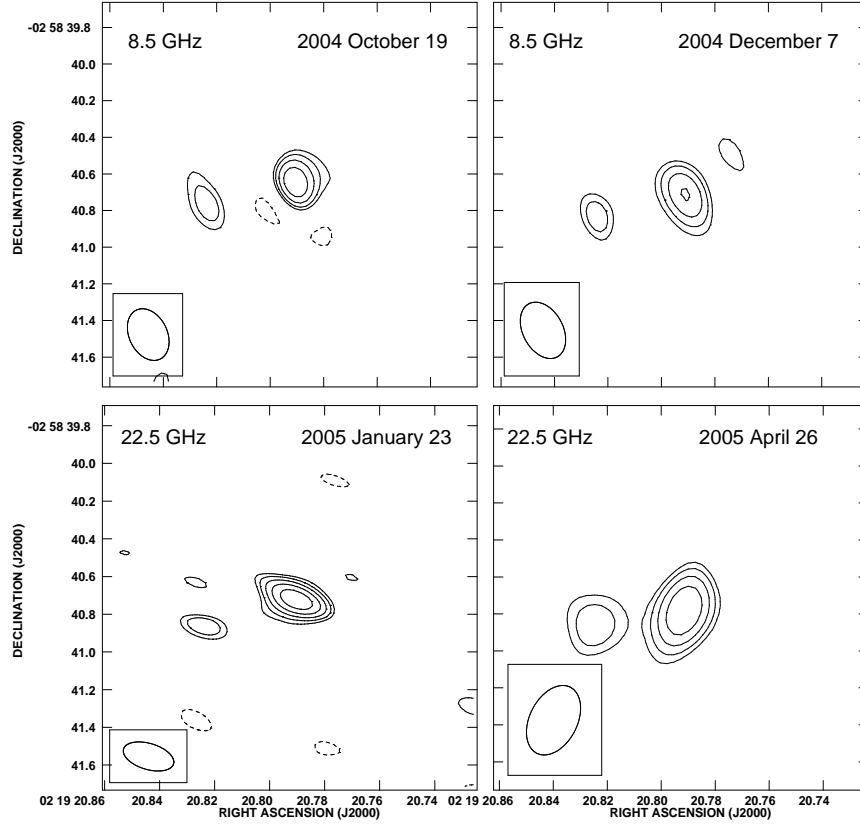 -02 58 39.8
8.5 GHz 2004 October 19
8.5 GHz 2004 December 7
40.0
40.2
40.4
40.6
40.8
41.0
41.2
41.4
41.6
DECLINATION (J2000)
-02 58 39.8
22.5 GHz 2005 January 23
22.5 GHz 2005 April 26
40.0
40.2
40.4
40.6
40.8
41.0
41.2
41.4
41.6
DECLINATION (J2000)
02 19 20.86 20.84 20.82 20.80 20.78 20.76 20.74
RIGHT ASCENSION (J2000)
02 19 20.86 20.84 20.82 20.80 20.78 20.76 20.74
RIGHT ASCENSION (J2000)